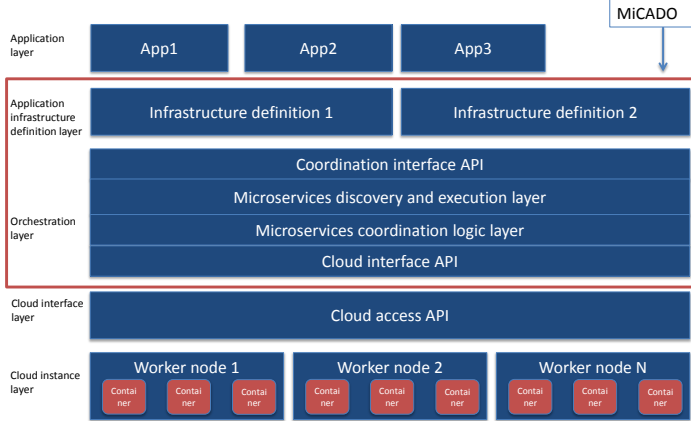 MiCADO
Application
layer
App1
App2
App3
Application
infrastructure
definition layer
Infrastructure definition 1
Infrastructure definition 2
Coordination interface API
Microservices discovery and execution layer
Orchestration
layer
Microservices coordination logic layer
Cloud interface API
Cloud interface
layer
Cloud access API
Cloud instance
layer
Worker node 1
Contai
ner
Contai
ner
Contai
ner
Worker node 2
Contai
ner
Contai
ner
Contai
ner
Worker node N
Contai
ner
Contai
ner
Contai
ner